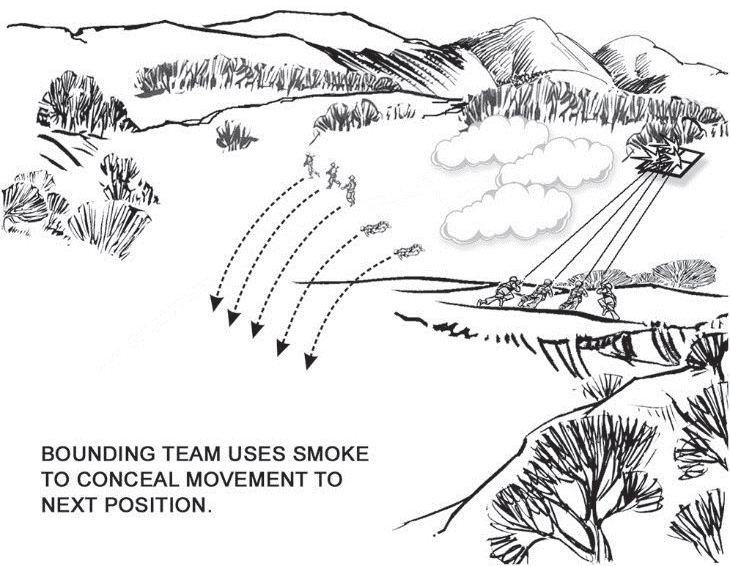 BOUNDING TEAM USES SMOKE
TO CONCEAL MOVEMENT TO
NEXT POSITION.